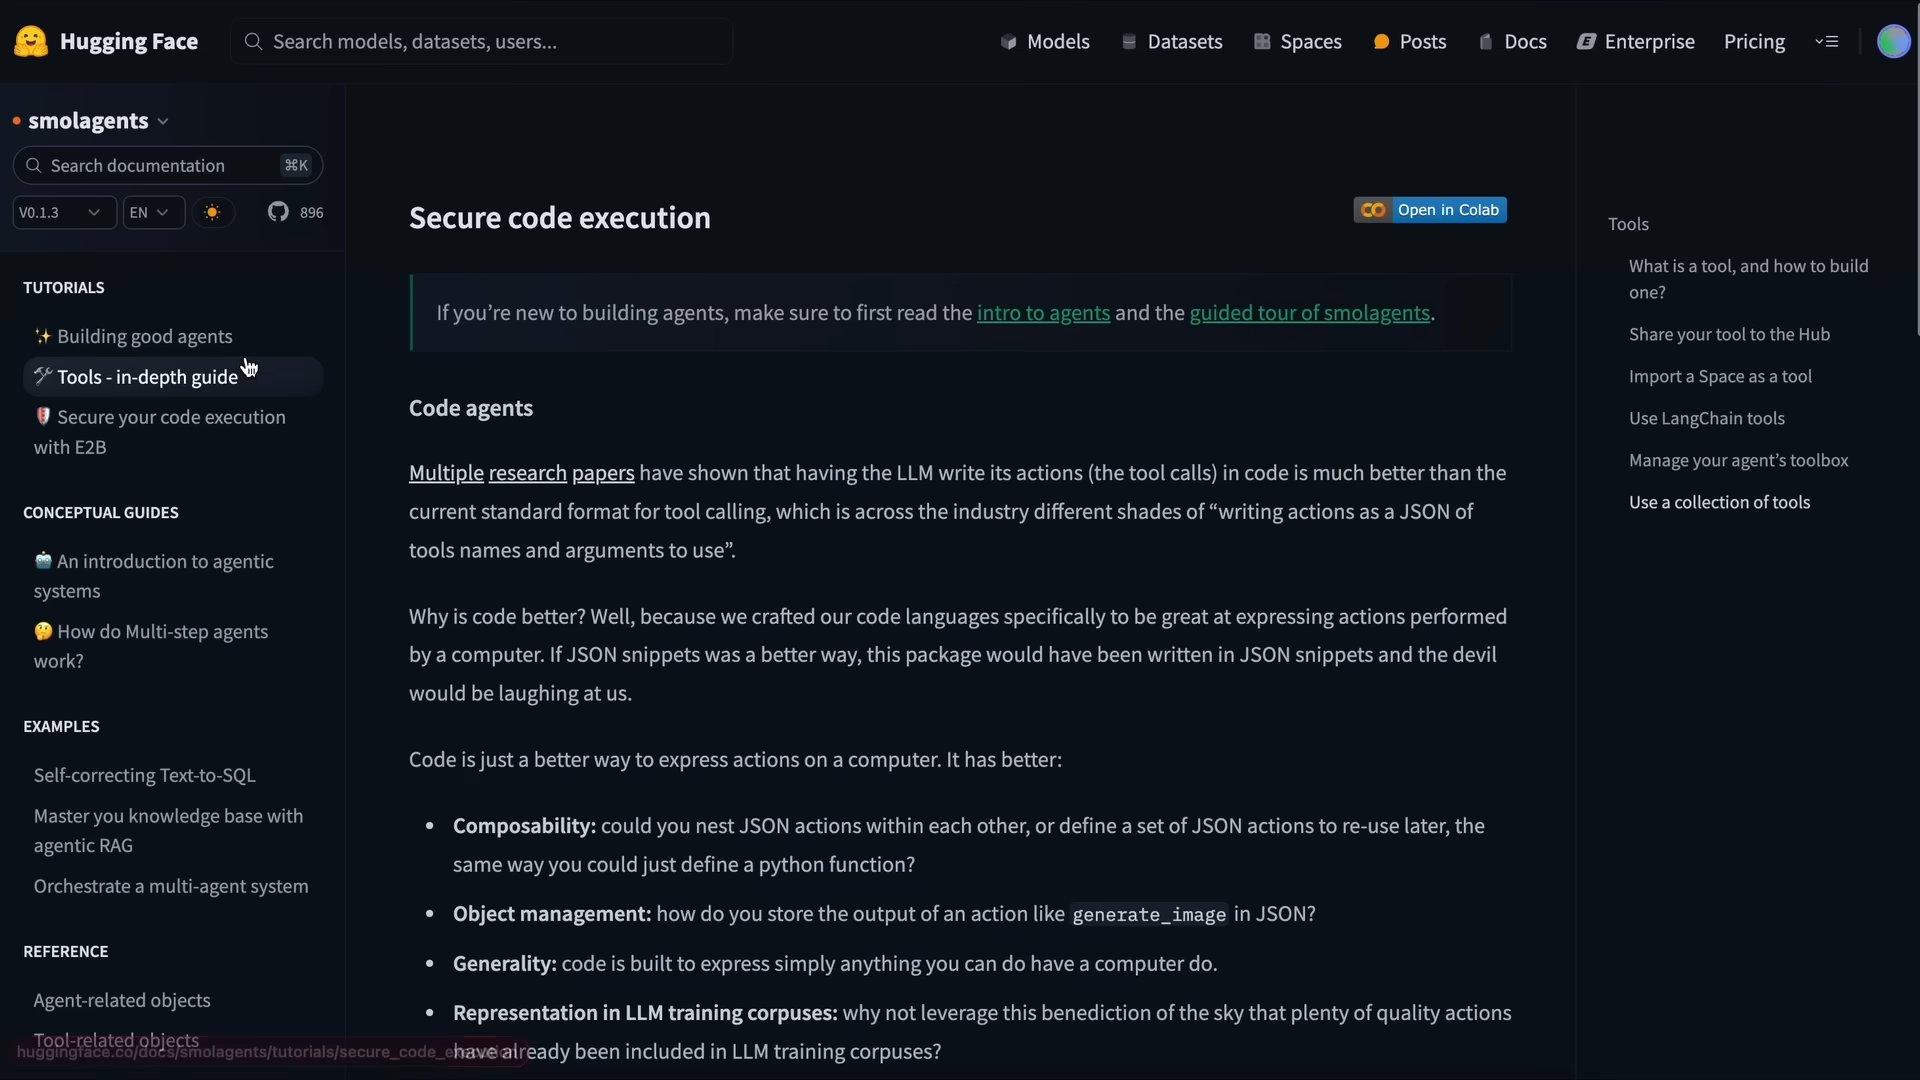 Hugging Face
Search models, datasets, users...
Models
Datasets
Spaces
Posts
Docs
Enterprise
Pricing
smolagents
Search documentation
⌘K
V0.1.3
EN
896
TUTORIALS
✨ Building good agents
🛠️ Tools - in-depth guide
🛡️ Secure your code execution
with E2B
CONCEPTUAL GUIDES
🤖 An introduction to agentic
systems
🤔 How do Multi-step agents
work?
EXAMPLES
Self-correcting Text-to-SQL
Master you knowledge base with
agentic RAG
Orchestrate a multi-agent system
REFERENCE
Agent-related objects
Tool-related objects
huggingface.co/docs/smolagents/tutorials/secure_code_
Secure code execution
Open in Colab
If you’re new to building agents, make sure to first read the intro to agents and the guided tour of smolagents.
Code agents
Multiple research papers have shown that having the LLM write its actions (the tool calls) in code is much better than the
current standard format for tool calling, which is across the industry different shades of “writing actions as a JSON of
tools names and arguments to use”.
Why is code better? Well, because we crafted our code languages specifically to be great at expressing actions performed
by a computer. If JSON snippets was a better way, this package would have been written in JSON snippets and the devil
would be laughing at us.
Code is just a better way to express actions on a computer. It has better:
• Composability: could you nest JSON actions within each other, or define a set of JSON actions to re-use later, the
same way you could just define a python function?
• Object management: how do you store the output of an action like generate_image in JSON?
• Generality: code is built to express simply anything you can do have a computer do.
• Representation in LLM training corpuses: why not leverage this benediction of the sky that plenty of quality actions
have already been included in LLM training corpuses?
Tools
What is a tool, and how to build
one?
Share your tool to the Hub
Import a Space as a tool
Use LangChain tools
Manage your agent’s toolbox
Use a collection of tools